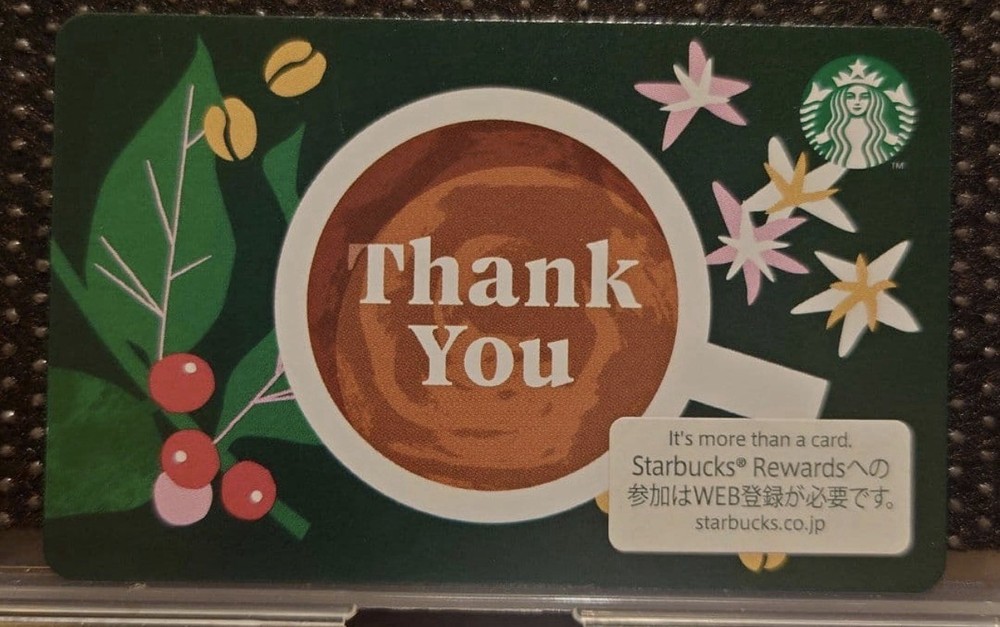 Thank
You
TM
It's more than a card.
Starbucks® Rewardsへの
参加はWEB登録が必要です。
starbucks.co.jp